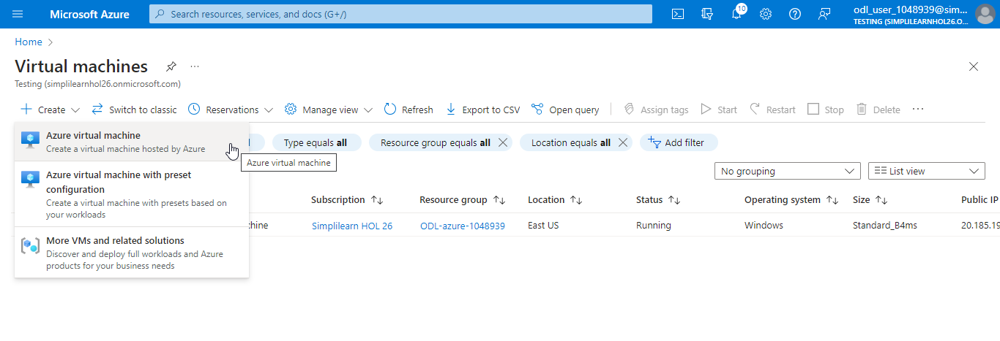 Microsoft Azure
Search resources, services, and docs (G+/)
10
odl_user_1048939@sim...
TESTING (SIMPLILEARNHOL26.O...
Home
Virtual machines
Testing (simplilearnhol26.onmicrosoft.com)
Create
Switch to classic
Reservations
Manage view
Refresh
Export to CSV
Open query
Assign tags
Start
Restart
Stop
Delete
Azure virtual machine
Create a virtual machine hosted by Azure
Azure virtual machine
Azure virtual machine with preset
configuration
Create a virtual machine with presets based on
your workloads
More VMs and related solutions
Discover and deploy full workloads and Azure
products for your business needs
Type equals all
Resource group equals all
Location equals all
Add filter
No grouping
List view
Subscription
Resource group
Location
Status
Operating system
Size
Public IP
Simplilearn HOL 26
ODL-azure-1048939
East US
Running
Windows
Standard_B4ms
20.185.19